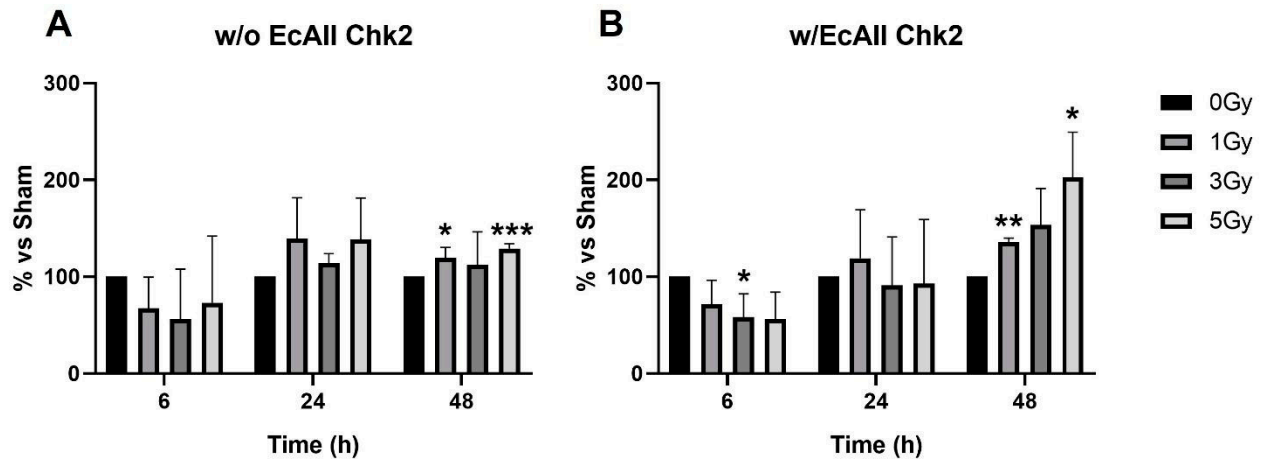 A
w/o EcAII Chk2
% vs Sham
300
200
100
0
* ***
6 24 48
Time (h)
B
w/EcAII Chk2
% vs Sham
300
200
100
0
* ** *
6 24 48
Time (h)
0Gy
1Gy
3Gy
5Gy